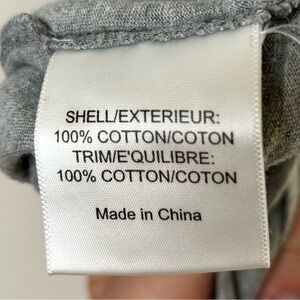 SHELL/EXTERIEUR:
100% COTTON/COTON
TRIM/E'QUILIBRE:
100% COTTON/COTON
Made in China